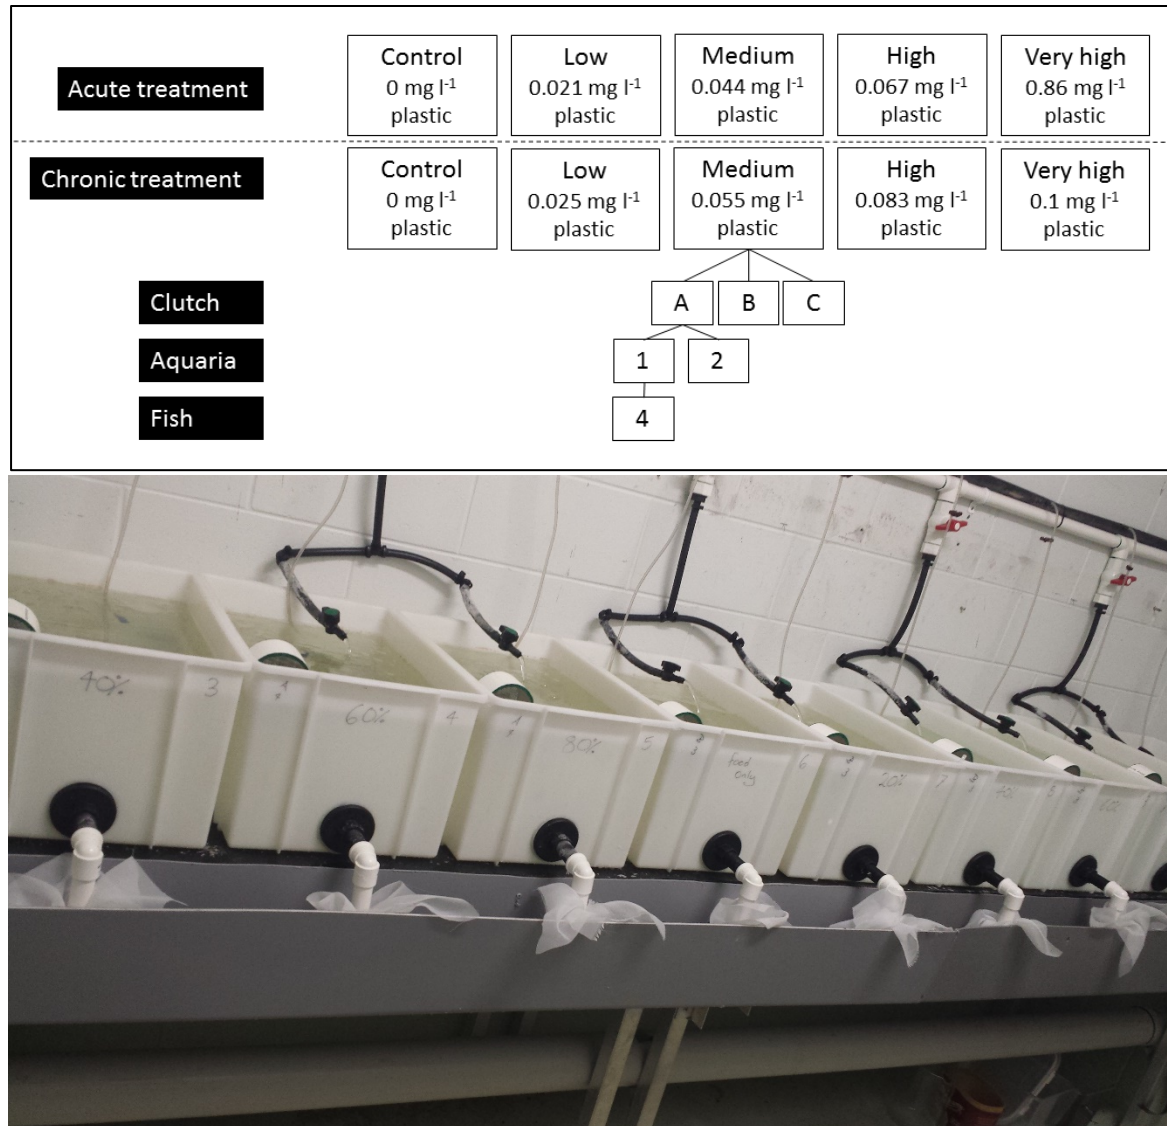 Acute treatment
Control
0 mg l⁻¹
plastic
Low
0.021 mg l⁻¹
plastic
Medium
0.044 mg l⁻¹
plastic
High
0.067 mg l⁻¹
plastic
Very high
0.86 mg l⁻¹
plastic
Chronic treatment
Control
0 mg l⁻¹
plastic
Low
0.025 mg l⁻¹
plastic
Medium
0.055 mg l⁻¹
plastic
High
0.083 mg l⁻¹
plastic
Very high
0.1 mg l⁻¹
plastic
Clutch
A
B
C
Aquaria
1
2
Fish
4
40%
3
60%
4
80%
5
food
only
6
20%
7